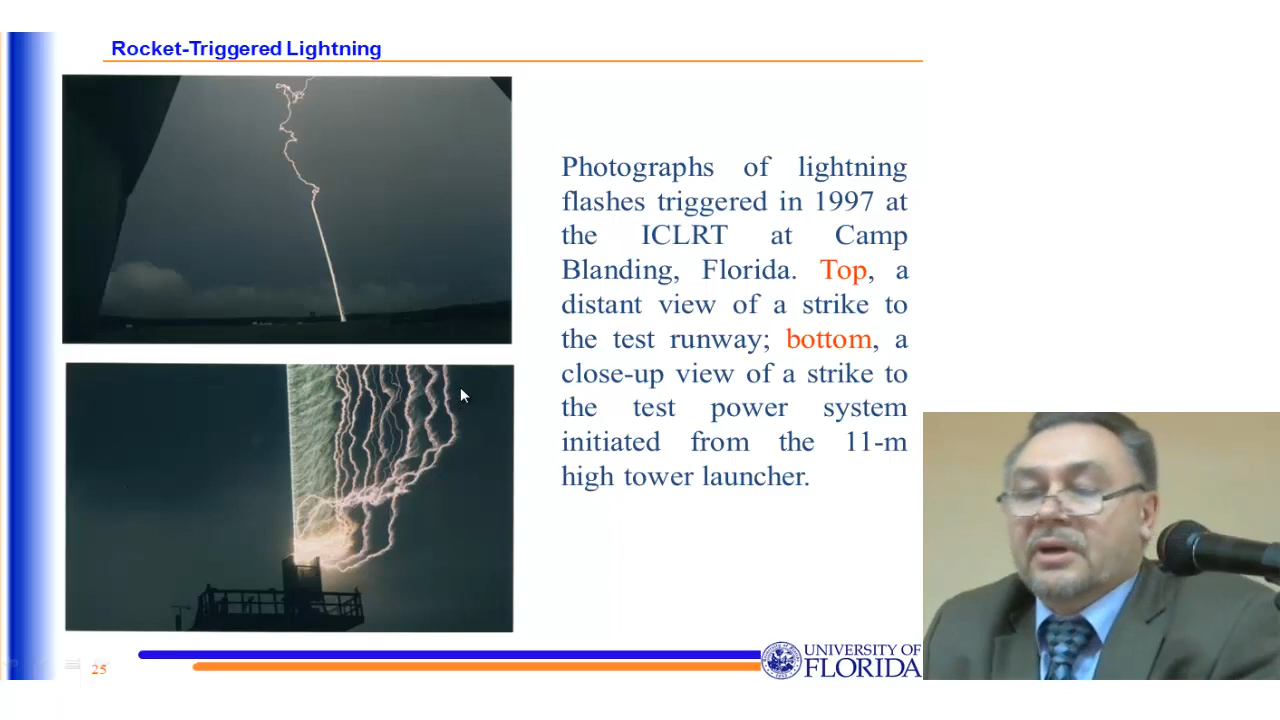 Rocket-Triggered Lightning
Photographs of lightning
flashes triggered in 1997 at
the ICLRT at Camp
Blanding, Florida. Top, a
distant view of a strike to
the test runway; bottom, a
close-up view of a strike to
the test power system
initiated from the 11-m
high tower launcher.
25
UNIVERSITY OF
FLORIDA